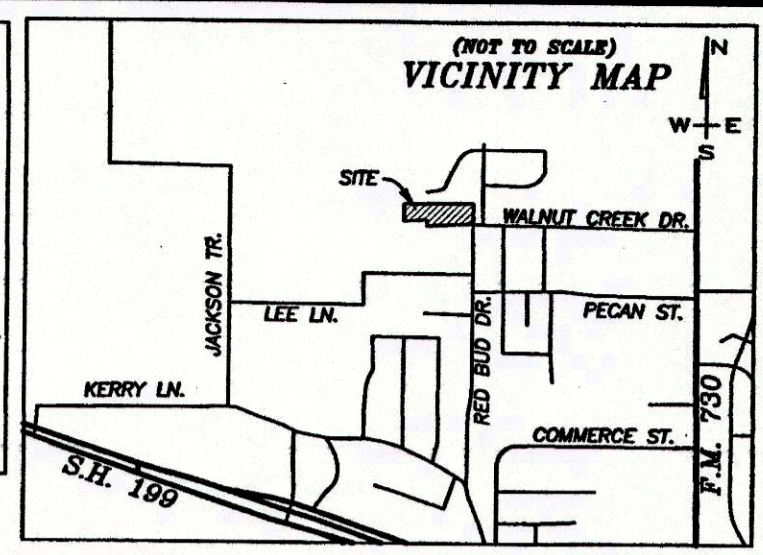 (NOT TO SCALE)
VICINITY MAP
N
W E
S
SITE
WALNUT CREEK DR.
JACKSON TR.
LEE LN.
RED BUD DR.
PECAN ST.
KERRY LN.
COMMERCE ST.
F.M. 730
S.H. 199